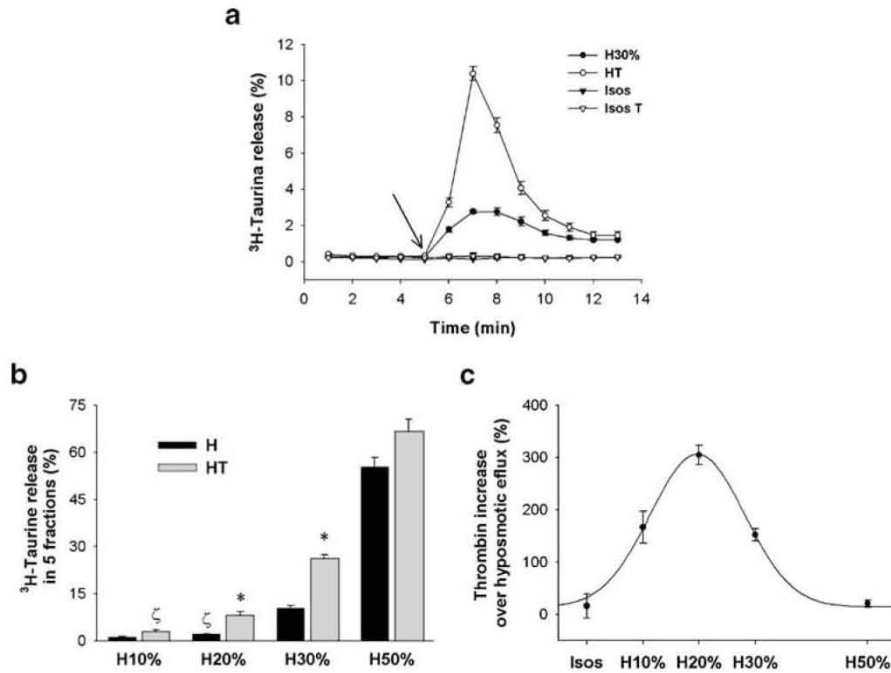 a
³H-Taurina release (%)
12
10
8
6
4
2
0
H30%
HT
Isos
Isos T
0 2 4 6 8 10 12 14
Time (min)
b
³H-Taurine release
in 5 fractions (%)
75
60
45
30
15
0
H
HT
ζ
ζ
*
*
H10% H20% H30% H50%
c
Thrombin increase
over hyposmotic eflux (%)
400
300
200
100
0
Isos H10% H20% H30% H50%